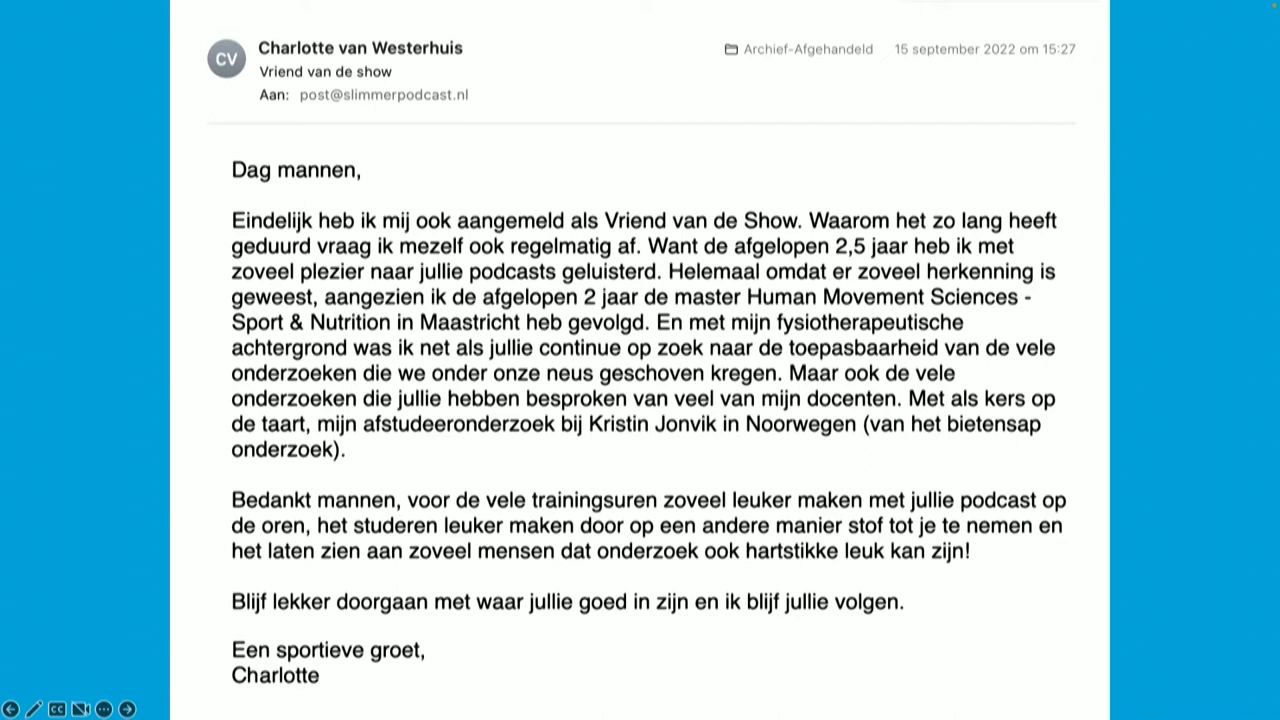 CV
Charlotte van Westerhuis
Archief-Afgehandeld
15 september 2022 om 15:27
Vriend van de show
Aan: post@slimmerpodcast.nl
Dag mannen,
Eindelijk heb ik mij ook aangemeld als Vriend van de Show. Waarom het zo lang heeft
geduurd vraag ik mezelf ook regelmatig af. Want de afgelopen 2,5 jaar heb ik met
zoveel plezier naar jullie podcasts geluisterd. Helemaal omdat er zoveel herkenning is
geweest, aangezien ik de afgelopen 2 jaar de master Human Movement Sciences -
Sport & Nutrition in Maastricht heb gevolgd. En met mijn fysiotherapeutische
achtergrond was ik net als jullie continue op zoek naar de toepasbaarheid van de vele
onderzoeken die we onder onze neus geschoven kregen. Maar ook de vele
onderzoeken die jullie hebben besproken van veel van mijn docenten. Met als kers op
de taart, mijn afstudeeronderzoek bij Kristin Jonvik in Noorwegen (van het bietensap
onderzoek).
Bedankt mannen, voor de vele trainingsuren zoveel leuker maken met jullie podcast op
de oren, het studeren leuker maken door op een andere manier stof tot je te nemen en
het laten zien aan zoveel mensen dat onderzoek ook hartstikke leuk kan zijn!
Blijf lekker doorgaan met waar jullie goed in zijn en ik blijf jullie volgen.
Een sportieve groet,
Charlotte
CC